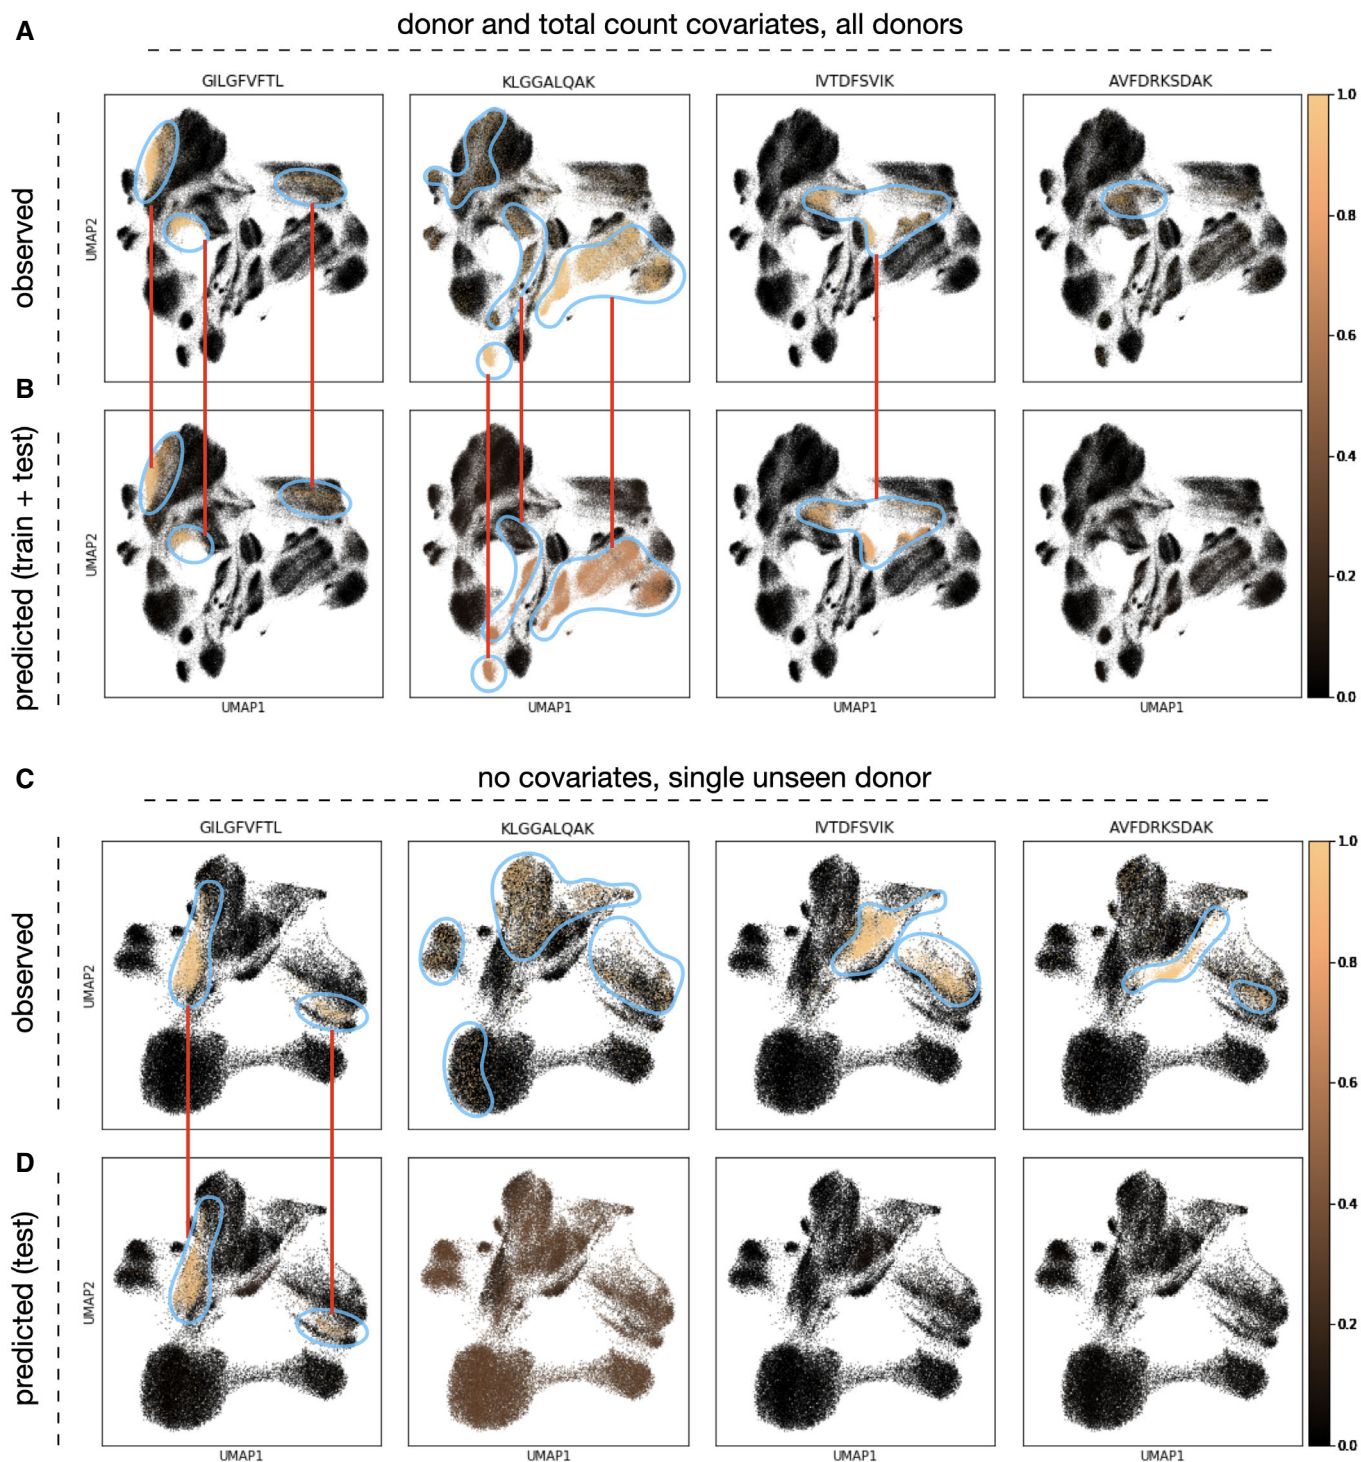 A
donor and total count covariates, all donors
GILGFVFTL
KLGGALQAK
IVTDFSVIK
AVFDRKSDAK
observed
UMAP2
1.0
0.8
0.6
0.4
0.2
0.0
B
predicted (train + test)
UMAP2
UMAP1
UMAP1
UMAP1
UMAP1
C
no covariates, single unseen donor
GILGFVFTL
KLGGALQAK
IVTDFSVIK
AVFDRKSDAK
observed
UMAP2
1.0
0.8
0.6
0.4
0.2
0.0
D
predicted (test)
UMAP2
UMAP1
UMAP1
UMAP1
UMAP1